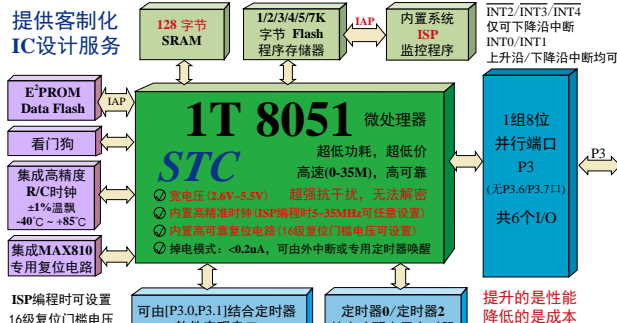 提供客制化
IC设计服务
128 字节
SRAM
1/2/3/4/5/7K
字节 Flash
程序存储器
IAP
内置系统
ISP
监控程序
INT2/INT3/INT4
仅可下降沿中断
INT0/INT1
上升沿/下降沿中断均可
E²PROM
Data Flash
IAP
看门狗
集成高精度
R/C时钟
±1%温飘
-40℃ ~ +85℃
集成MAX810
专用复位电路
1T 8051 微处理器
STC
超低功耗，超低价
高速(0-35M)，高可靠
宽电压(2.6V~5.5V) 超强抗干扰，无法解密
内置高精准时钟(ISP编程时5~35MHz可任意设置)
内置高可靠复位电路(16级复位门槛电压可设置)
掉电模式：<0.2uA，可由外中断或专用定时器唤醒
1组8位
并行端口
P3
(无P3.6/P3.7口)
共6个I/O
P3
ISP编程时可设置
16级复位门槛电压
可由[P3.0,P3.1]结合定时器
定时器0/定时器2
提升的是性能
降低的是成本